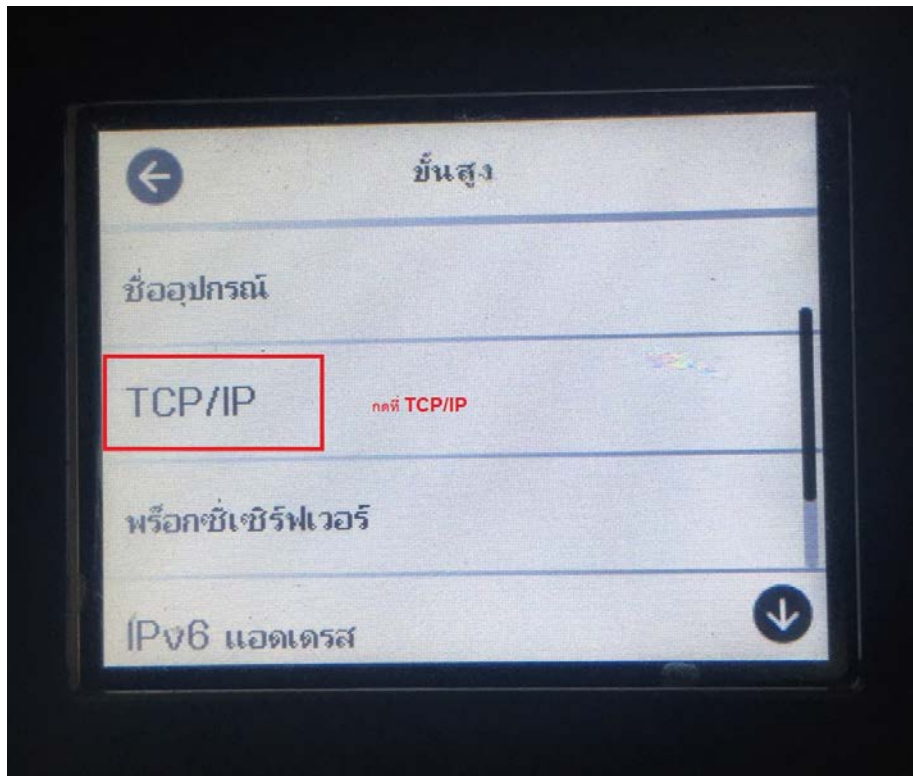 ขั้นสูง
ชื่ออุปกรณ์
TCP/IP
กดที่ TCP/IP
พร็อกซี่เซิร์ฟเวอร์
IPv6 แอดเดรส